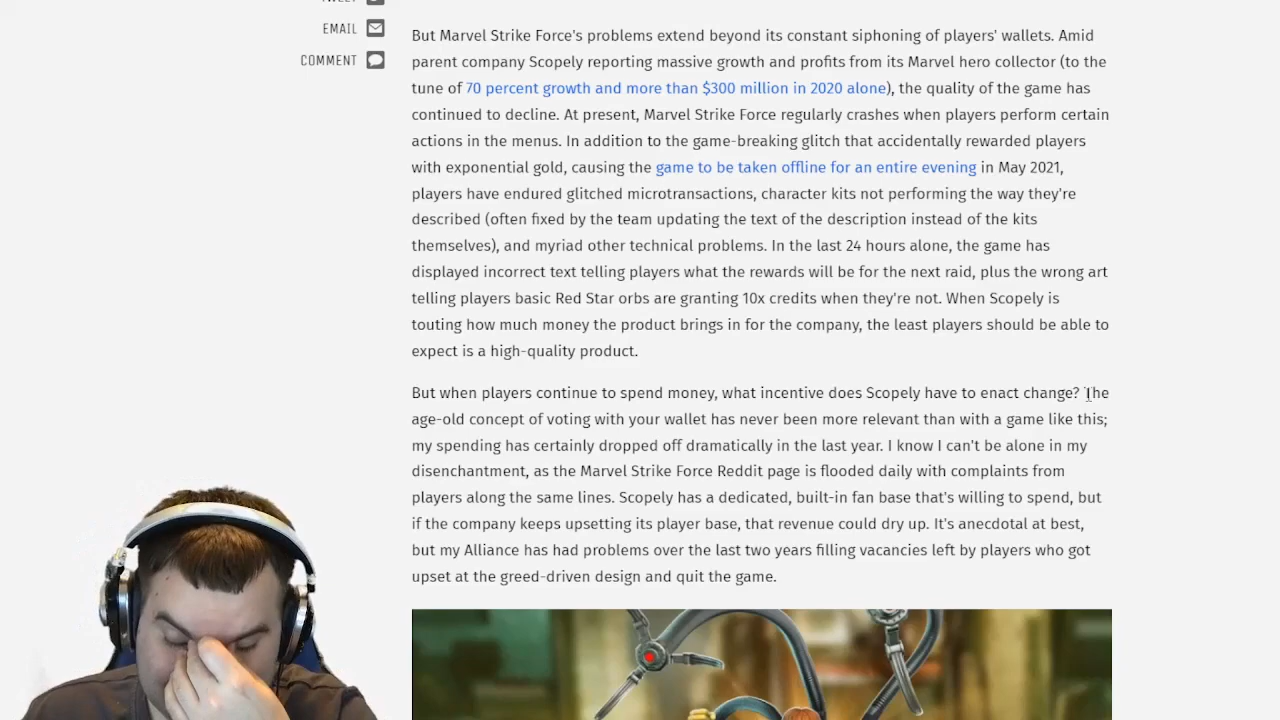 EMAIL
COMMENT
But Marvel Strike Force's problems extend beyond its constant siphoning of players' wallets. Amid
parent company Scopely reporting massive growth and profits from its Marvel hero collector (to the
tune of 70 percent growth and more than $300 million in 2020 alone), the quality of the game has
continued to decline. At present, Marvel Strike Force regularly crashes when players perform certain
actions in the menus. In addition to the game-breaking glitch that accidentally rewarded players
with exponential gold, causing the game to be taken offline for an entire evening in May 2021,
players have endured glitched microtransactions, character kits not performing the way they're
described (often fixed by the team updating the text of the description instead of the kits
themselves), and myriad other technical problems. In the last 24 hours alone, the game has
displayed incorrect text telling players what the rewards will be for the next raid, plus the wrong art
telling players basic Red Star orbs are granting 10x credits when they're not. When Scopely is
touting how much money the product brings in for the company, the least players should be able to
expect is a high-quality product.
But when players continue to spend money, what incentive does Scopely have to enact change? The
age-old concept of voting with your wallet has never been more relevant than with a game like this;
my spending has certainly dropped off dramatically in the last year. I know I can't be alone in my
disenchantment, as the Marvel Strike Force Reddit page is flooded daily with complaints from
players along the same lines. Scopely has a dedicated, built-in fan base that's willing to spend, but
if the company keeps upsetting its player base, that revenue could dry up. It's anecdotal at best,
but my Alliance has had problems over the last two years filling vacancies left by players who got
upset at the greed-driven design and quit the game.